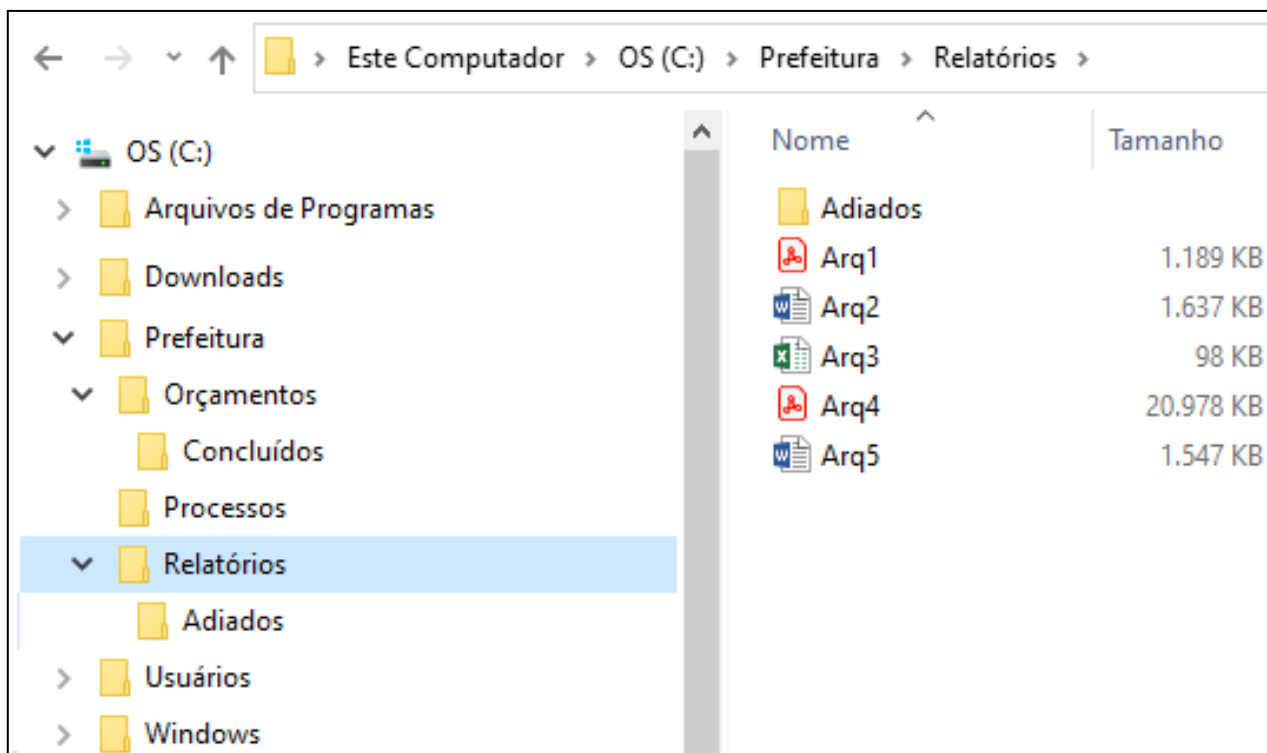 Este Computador > OS (C:) > Prefeitura > Relatórios >
OS (C:)
Arquivos de Programas
Downloads
Prefeitura
Orçamentos
Concluídos
Processos
Relatórios
Adiados
Usuários
Windows
Nome Tamanho
Adiados
Arq1 1.189 KB
Arq2 1.637 KB
Arq3 98 KB
Arq4 20.978 KB
Arq5 1.547 KB